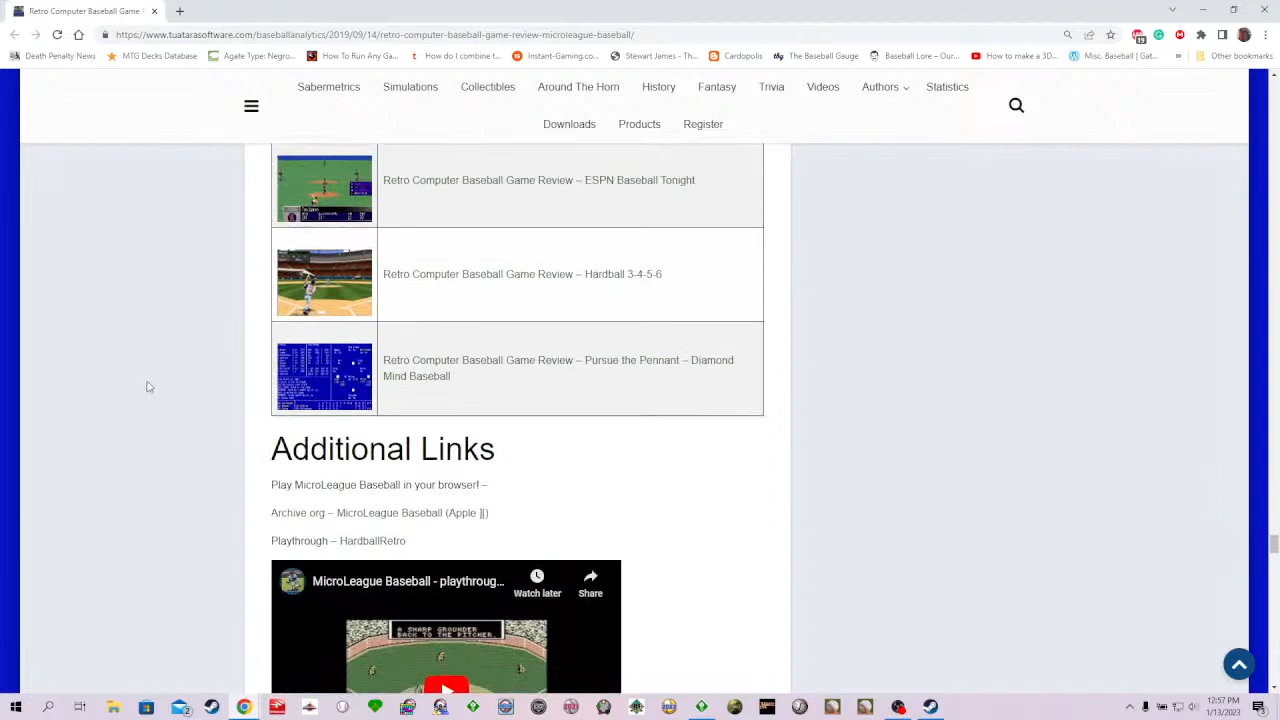 Retro Computer Baseball Game
https://www.tuatarasoftware.com/baseballanalytics/2019/09/14/retro-computer-baseball-game-review-microleague-baseball/
Death Penalty News MTG Decks Database Agate Type: Negro... How To Run Any Ga... How do I combine t... InstantGaming.co... Stewart James - Th... Cardopolis The Baseball Gauge Baseball Lore – Our... How to make a 3D... Misc. Baseball | Gat... » Other bookmarks
Sabermetrics Simulations Collectibles Around The Horn History Fantasy Trivia Videos Authors Statistics
Downloads Products Register
Retro Computer Baseball Game Review – ESPN Baseball Tonight
Retro Computer Baseball Game Review – Hardball 3-4-5-6
Retro Computer Baseball Game Review – Pursue the Pennant – Diamond
Mind Baseball
Additional Links
Play MicroLeague Baseball in your browser! –
Archive.org – MicroLeague Baseball (Apple ][)
Playthrough – HardballRetro
MicroLeague Baseball - playthroug...
Watch later
Share
A SHARP GROUNDER
BACK TO THE PITCHER.
12:57 PM
1/13/2023